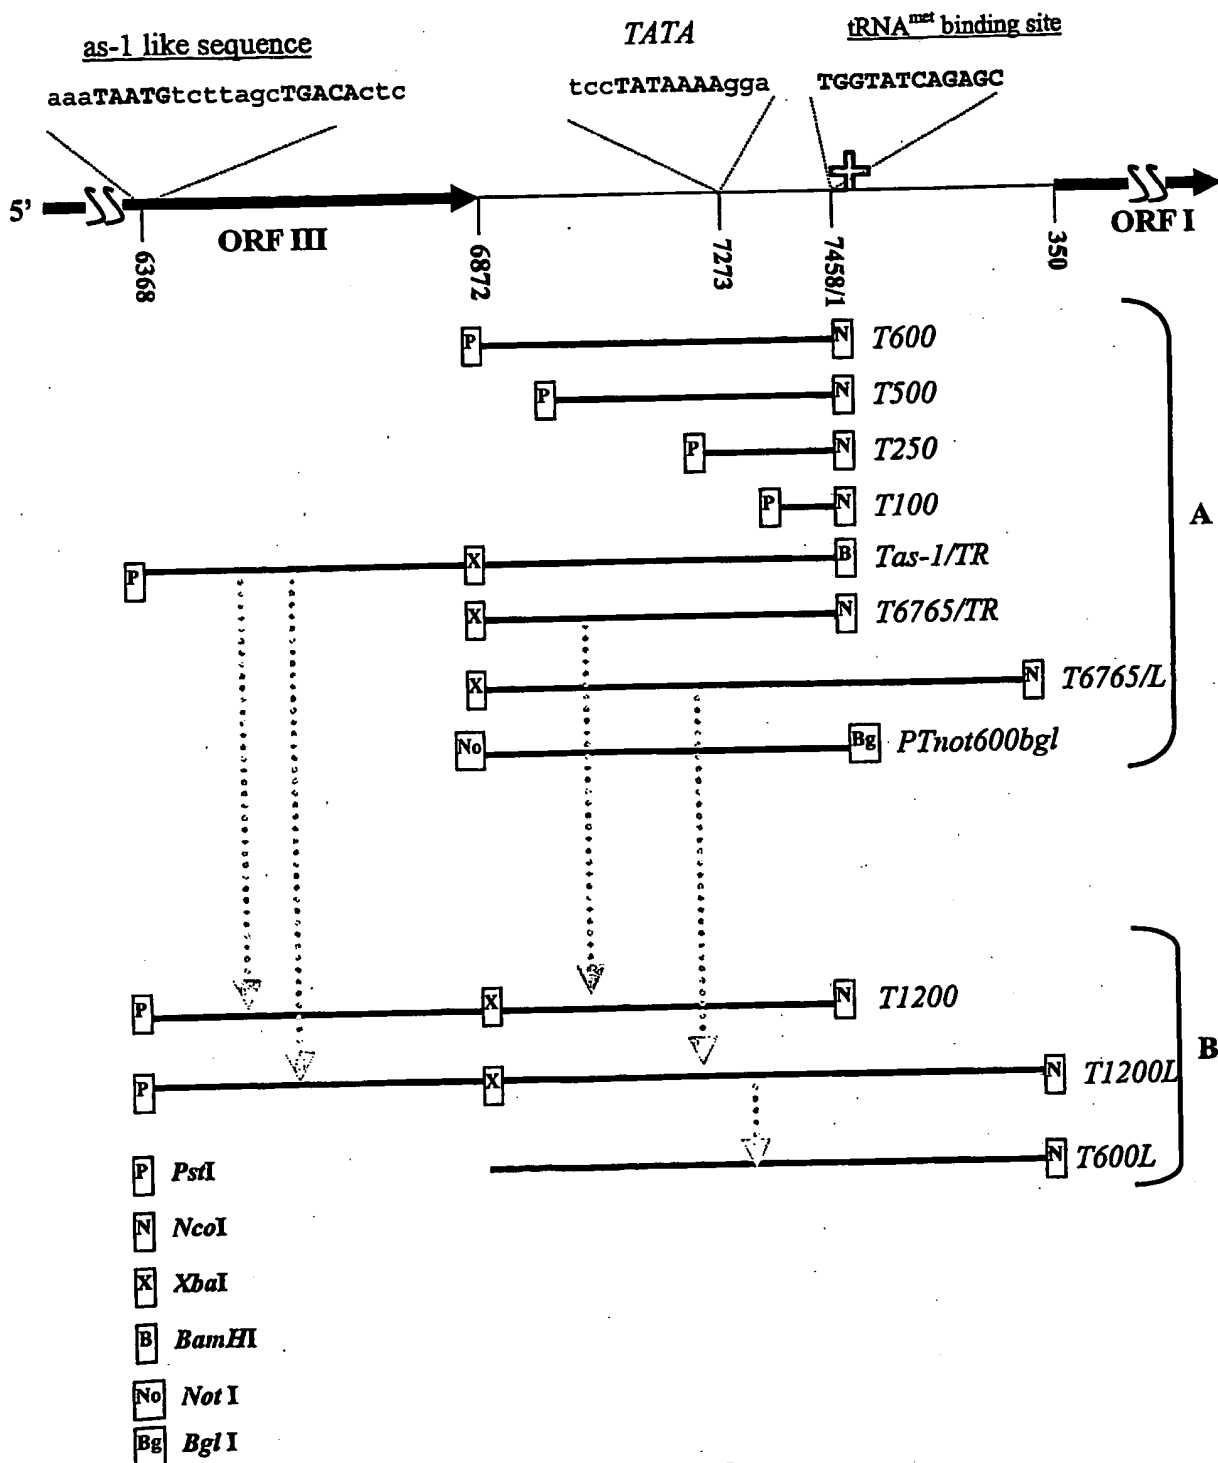 as-1 like sequence
TATA
tRNAmet binding site
aaaTAATGtcttagcTGACActc
tccTATAAAAgga
TGGTATCAGAGC
5'
ORF III
ORF I
6368
6872
7273
7458/1
350
P N T600
P N T500
P N T250
P N T100
A
P X B Tas-1/TR
X N T6765/TR
X N T6765/L
No Bg PTnot600bgl
P X N T1200
B
P X N T1200L
N T600L
P PstI
N NcoI
X XbaI
B BamHI
No Not I
Bg Bgl I